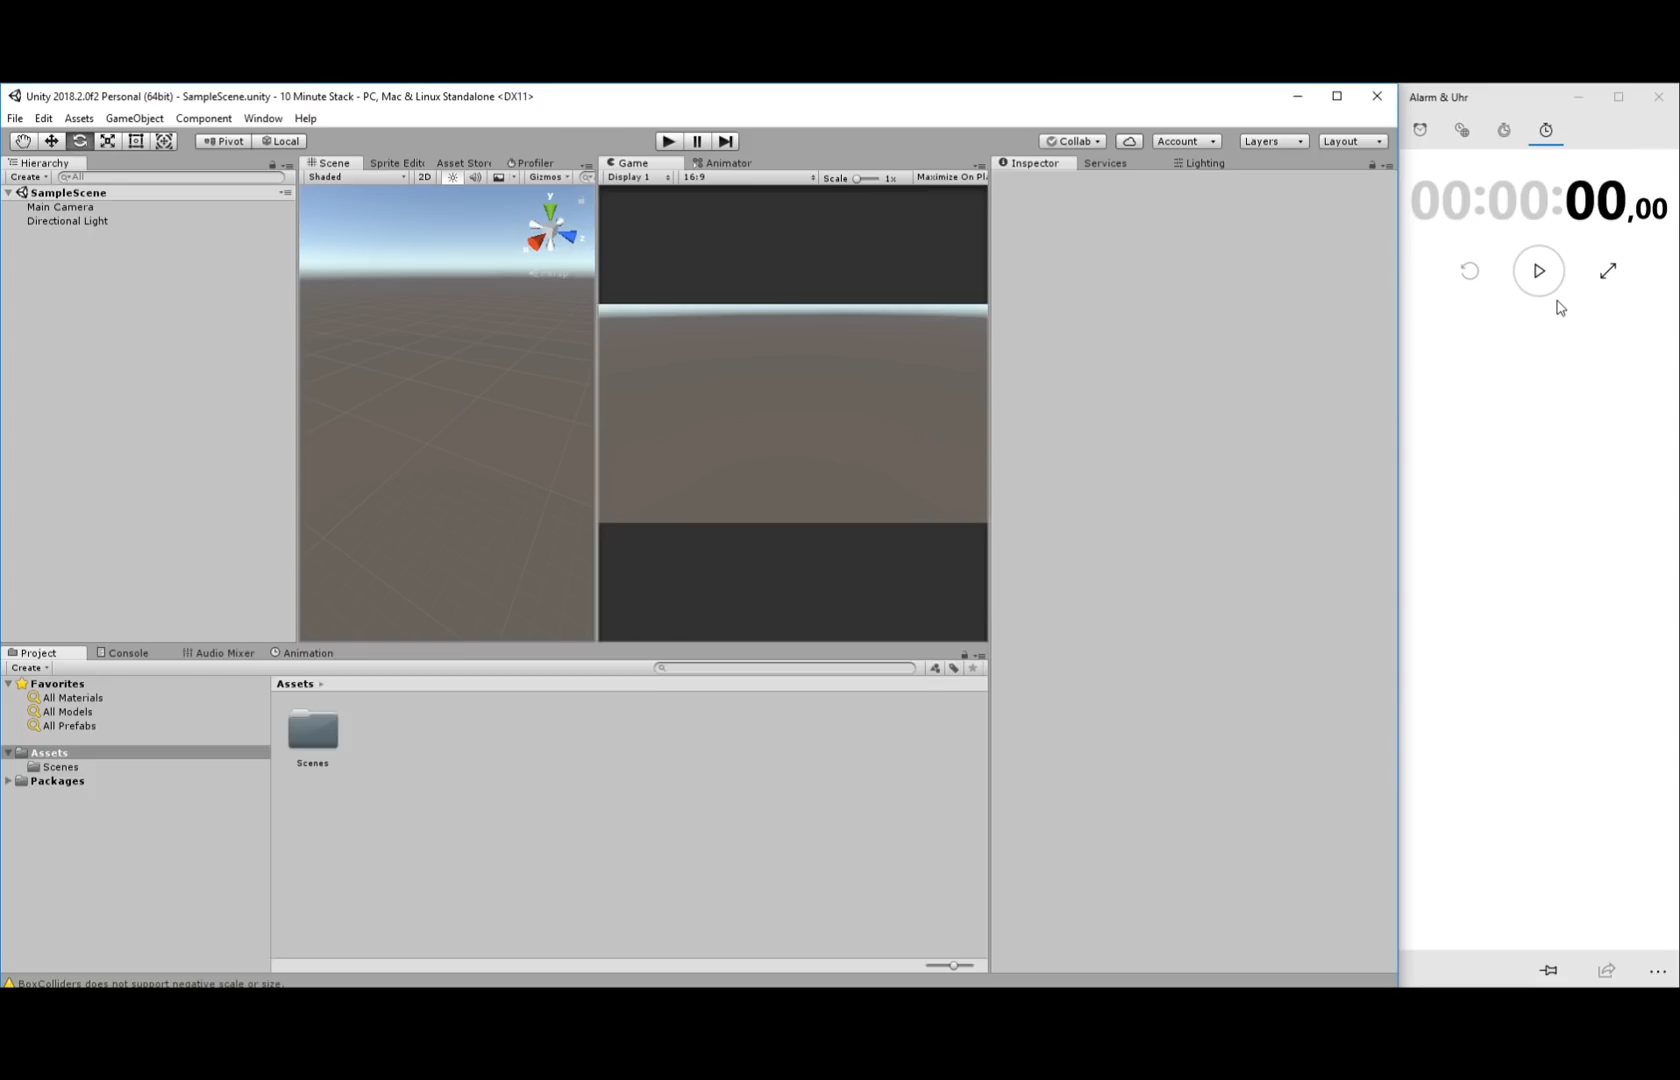 Unity 2018.2.0f2 Personal (64bit) - SampleScene.unity - 10 Minute Stack - PC, Mac & Linux Standalone <DX11>
Alarm & Uhr
File Edit Assets GameObject Component Window Help
Pivot Local Collab Account Layers Layout
Hierarchy Scene Sprite Edit Asset Stor Profiler Game Animator Inspector Services Lighting
Create All Shaded 2D Gizmos Display 1 16:9 Scale 1x Maximize On Pl
SampleScene
Main Camera
Directional Light
y
z
00:00:00,00
Project Console Audio Mixer Animation
Create
Favorites
All Materials
All Models
All Prefabs
Assets
Scenes
Packages
Assets
Scenes
BoxColliders does not support negative scale or size.